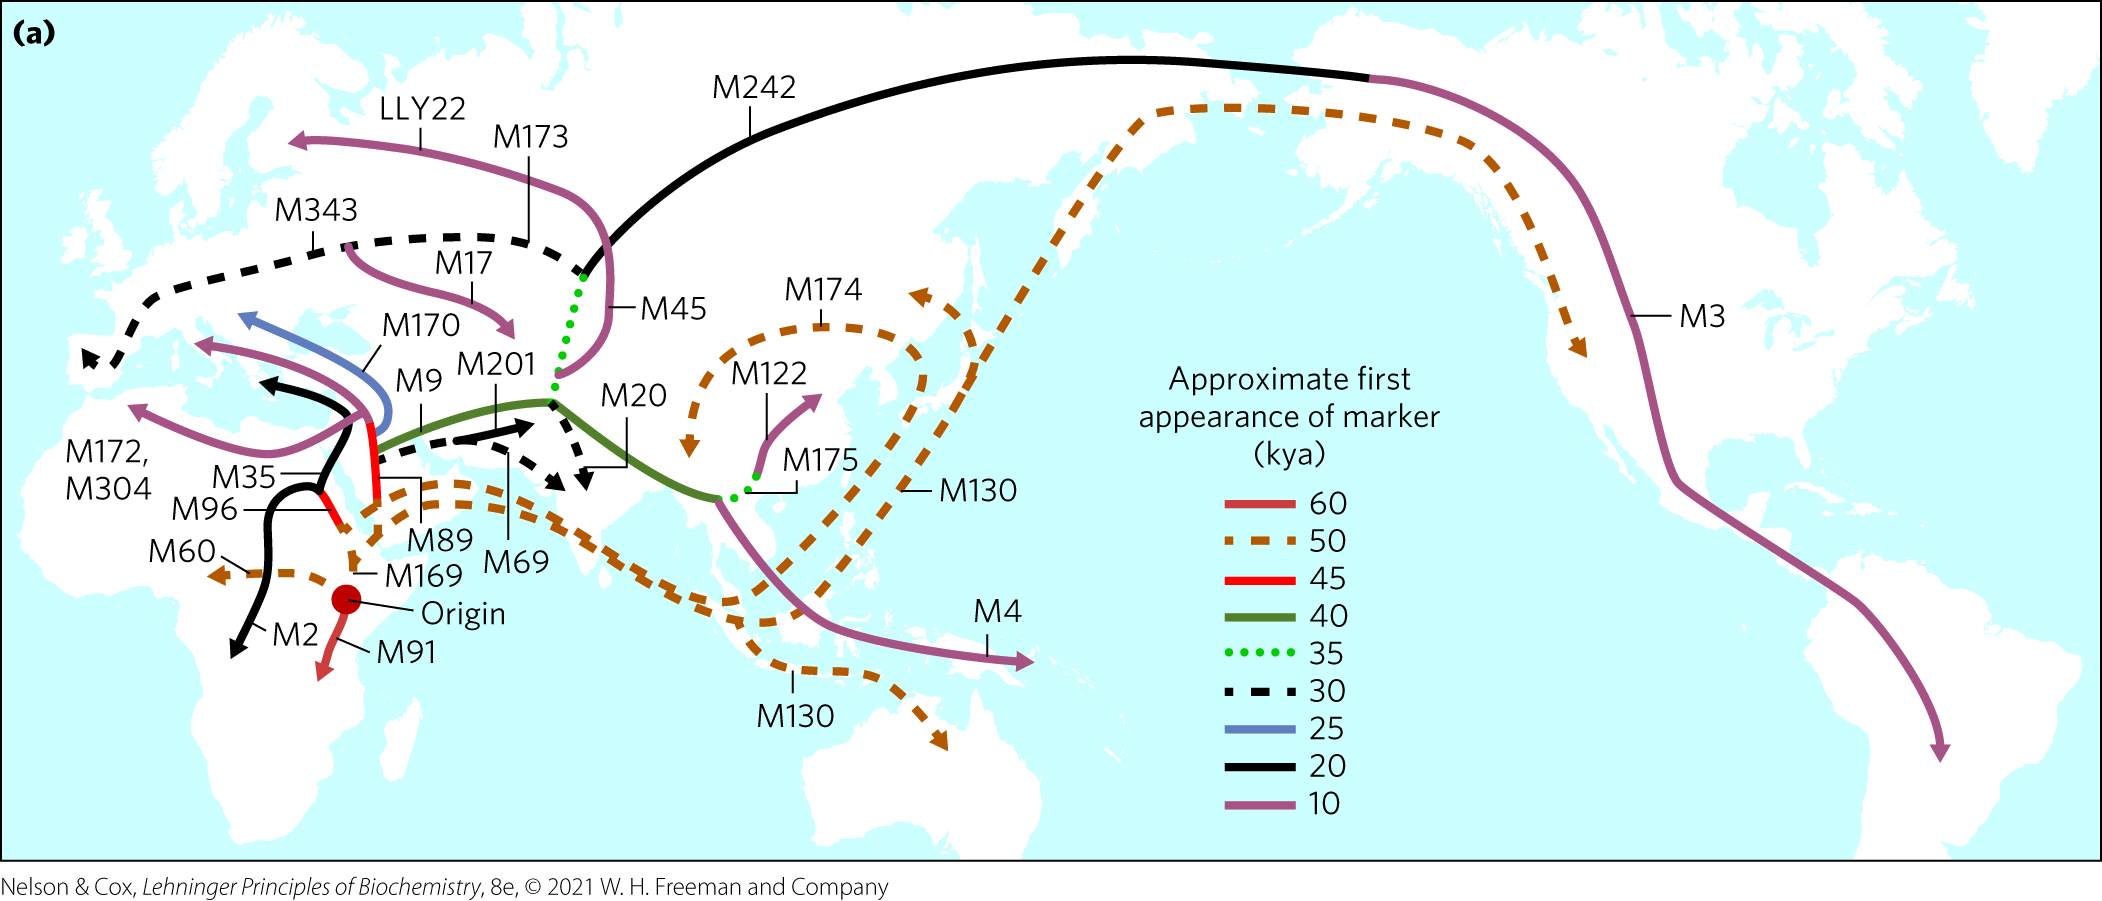 (a)
LLY22
M242
M173
M343
M17
M45
M174
M170
M201
M9
M20
M122
M3
M172,
M304
M35
M96
M175
M130
M60
M89
M69
M169
Origin
M2
M91
M4
M130
Approximate first
appearance of marker
(kya)
60
50
45
40
35
30
25
20
10
Nelson & Cox, Lehninger Principles of Biochemistry, 8e, © 2021 W. H. Freeman and Company